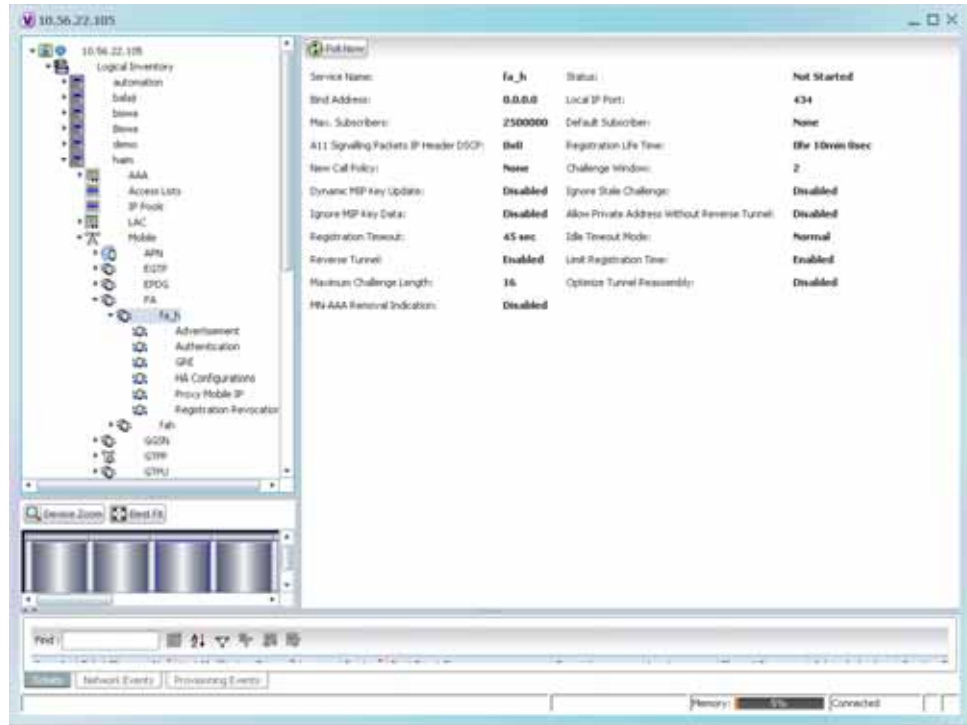 10.56.22.105
10.56.22.105
Logical Inventory
automation
balaji
biswa
Biswa
demo
ham
AAA
Access Lists
IP Pools
LAC
Mobile
APN
EGTP
EPDG
FA
fa_h
Advertisement
Authentication
GRE
HA Configurations
Proxy Mobile IP
Registration Revocation
fah
GGSN
GTPP
GTPU
Device Zoom Best Fit
Poll Now
Service Name: fa_h Status: Not Started
Bind Address: 0.0.0.0 Local IP Port: 434
Max. Subscribers: 2500000 Default Subscriber: None
A11 Signalling Packets IP Header DSCP: 0x0 Registration Life Time: 0hr 10min 0sec
New Call Policy: None Challenge Window: 2
Dynamic MIP Key Update: Disabled Ignore Stale Challenge: Disabled
Ignore MIP Key Data: Disabled Allow Private Address Without Reverse Tunnel: Disabled
Registration Timeout: 45 sec Idle Timeout Mode: Normal
Reverse Tunnel: Enabled Limit Registration Time: Enabled
Maximum Challenge Length: 16 Optimize Tunnel Reassembly: Disabled
MN-AAA Removal Indication: Disabled
Find :
Tickets Network Events Provisioning Events
Memory: 5% Connected